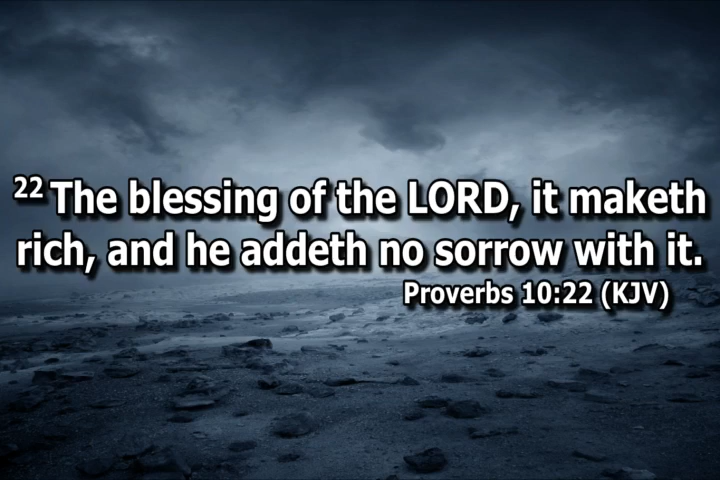 22 The blessing of the LORD, it maketh
rich, and he addeth no sorrow with it.
Proverbs 10:22 (KJV)